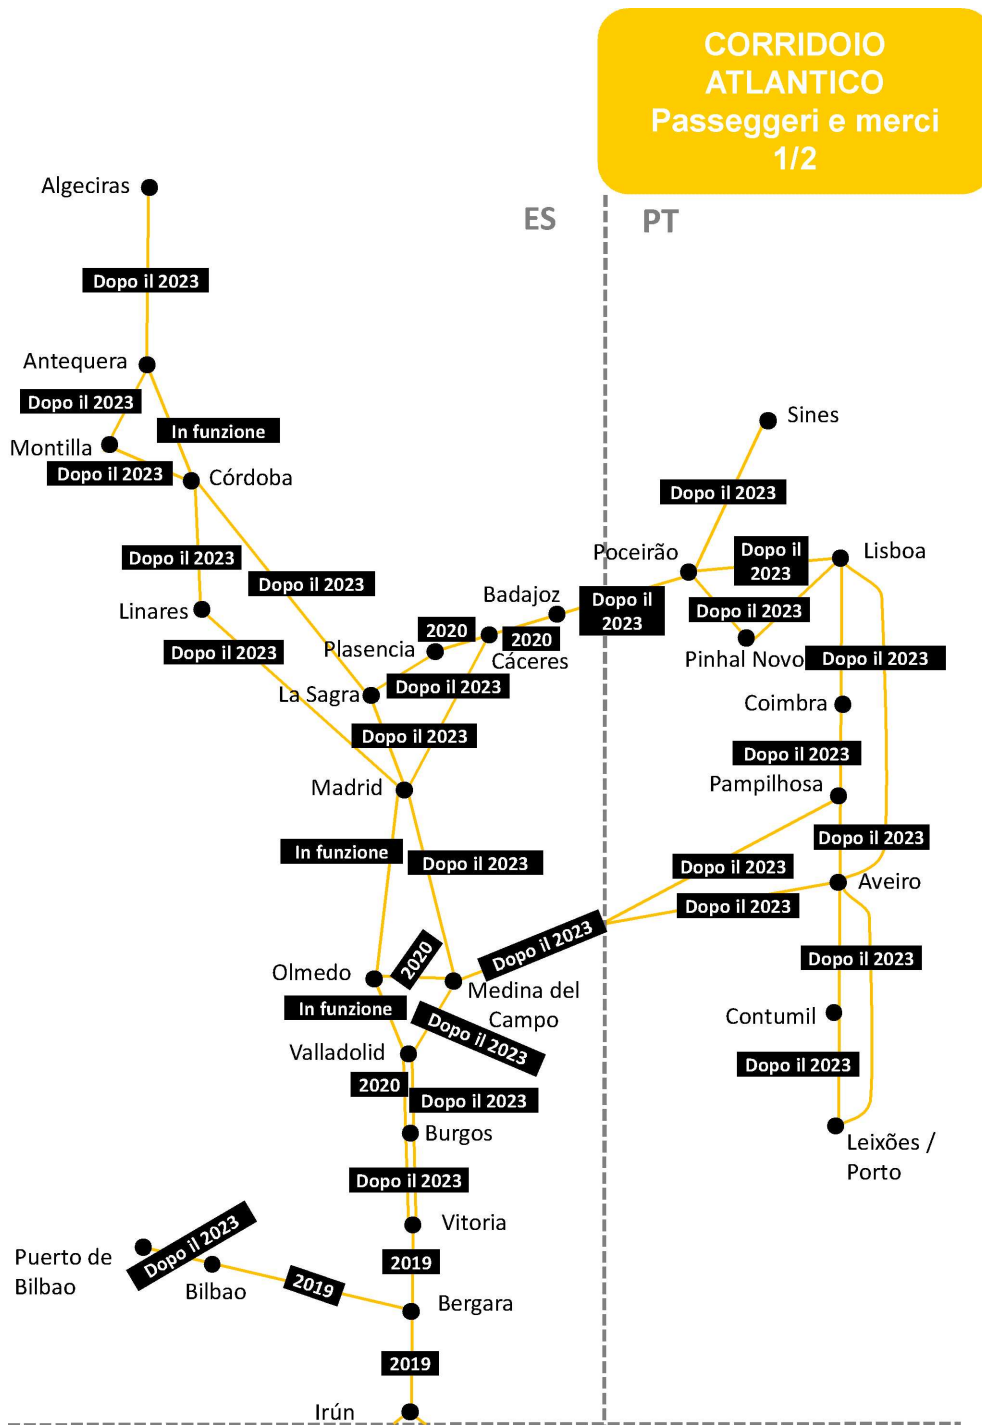 CORRIDOIO
ATLANTICO
Passeggeri e merci
1/2
ES
PT
Algeciras
Dopo il 2023
Antequera
Dopo il 2023
In funzione
Montilla
Dopo il 2023
Córdoba
Sines
Dopo il 2023
Dopo il 2023
Dopo il 2023
Linares
Dopo il 2023
Poceirão
Dopo il
2023
Lisboa
Badajoz
Dopo il
2023
Dopo il 2023
Pinhal Novo
Dopo il 2023
2020
2020
Plasencia
Cáceres
La Sagra
Dopo il 2023
Dopo il 2023
Coimbra
Dopo il 2023
Pampilhosa
Madrid
In funzione
Dopo il 2023
Dopo il 2023
Dopo il 2023
Aveiro
Dopo il 2023
Dopo il 2023
Dopo il 2023
Olmedo
2020
Medina del
Campo
In funzione
Dopo il 2023
Contumil
Valladolid
2020
Dopo il 2023
Dopo il 2023
Burgos
Leixões /
Porto
Dopo il 2023
Vitoria
Dopo il 2023
Puerto de
Bilbao
Bilbao
2019
2019
Bergara
2019
Irún